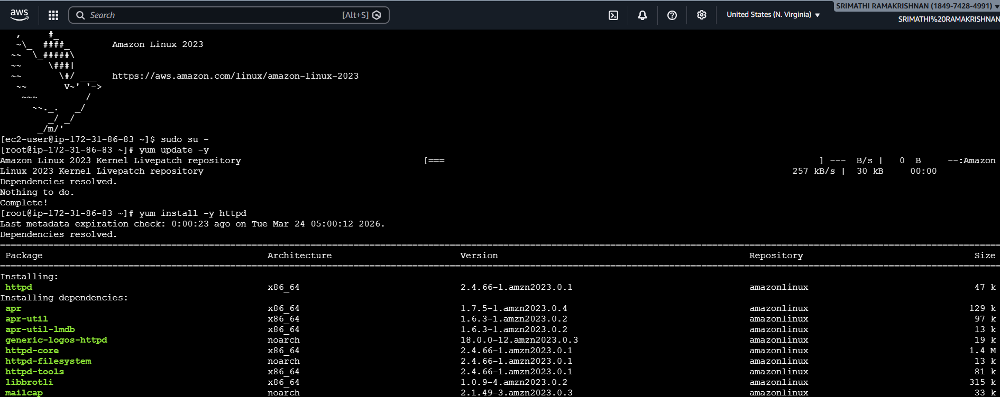 aws
Search [Alt+S]
United States (N. Virginia)
SRIMATHI RAMAKRISHNAN (1849-7428-4991)
SRIMATHI%20RAMAKRISHNAN
   ,     #_
   ~\_  ####_        Amazon Linux 2023
  ~~  \_#####\
  ~~     \###|
  ~~       \#/ ___   https://aws.amazon.com/linux/amazon-linux-2023
   ~~       V~' '->
    ~~~         /
      ~~._.   _/
         _/ _/
       _/m/'
[ec2-user@ip-172-31-86-83 ~]$ sudo su -
[root@ip-172-31-86-83 ~]# yum update -y
Amazon Linux 2023 Kernel Livepatch repository [=== ] --- B/s | 0 B --:Amazon
Linux 2023 Kernel Livepatch repository 257 kB/s | 30 kB 00:00
Dependencies resolved.
Nothing to do.
Complete!
[root@ip-172-31-86-83 ~]# yum install -y httpd
Last metadata expiration check: 0:00:23 ago on Tue Mar 24 05:00:12 2026.
Dependencies resolved.
Package Architecture Version Repository Size
Installing:
httpd x86_64 2.4.66-1.amzn2023.0.1 amazonlinux 47 k
Installing dependencies:
apr x86_64 1.7.5-1.amzn2023.0.4 amazonlinux 129 k
apr-util x86_64 1.6.3-1.amzn2023.0.2 amazonlinux 97 k
apr-util-lmdb x86_64 1.6.3-1.amzn2023.0.2 amazonlinux 13 k
generic-logos-httpd noarch 18.0.0-12.amzn2023.0.3 amazonlinux 19 k
httpd-core x86_64 2.4.66-1.amzn2023.0.1 amazonlinux 1.4 M
httpd-filesystem noarch 2.4.66-1.amzn2023.0.1 amazonlinux 13 k
httpd-tools x86_64 2.4.66-1.amzn2023.0.1 amazonlinux 81 k
libbrotli x86_64 1.0.9-4.amzn2023.0.2 amazonlinux 315 k
mailcap noarch 2.1.49-3.amzn2023.0.3 amazonlinux 33 k